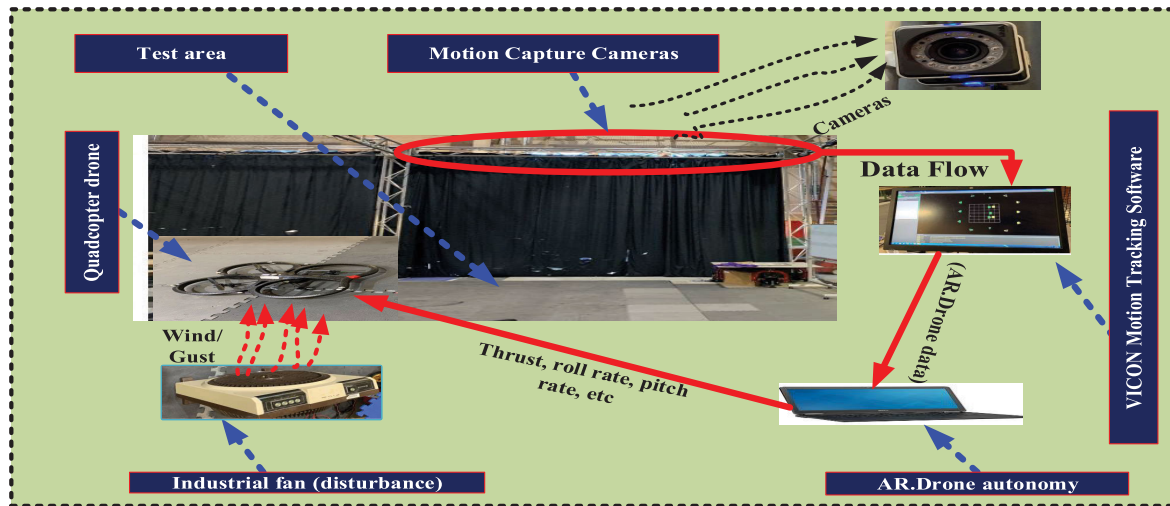 Test area
Motion Capture Cameras
Cameras
Data Flow
Quadcopter drone
VICON Motion Tracking Software
(AR.Drone data)
Wind/
Gust
Thrust, roll rate, pitch
rate, etc
Industrial fan (disturbance)
AR.Drone autonomy